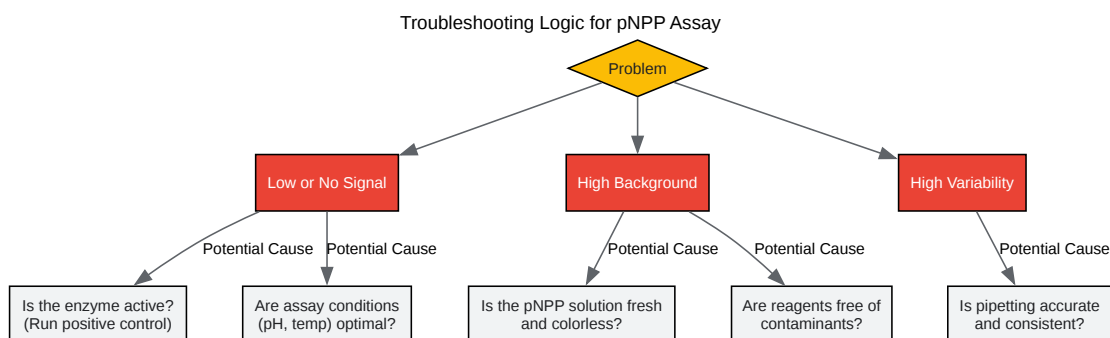 Troubleshooting Logic for pNPP Assay
Problem
Low or No Signal
High Background
High Variability
Potential Cause
Potential Cause
Potential Cause
Potential Cause
Potential Cause
Is the enzyme active?
(Run positive control)
Are assay conditions
(pH, temp) optimal?
Is the pNPP solution fresh
and colorless?
Are reagents free of
contaminants?
Is pipetting accurate
and consistent?